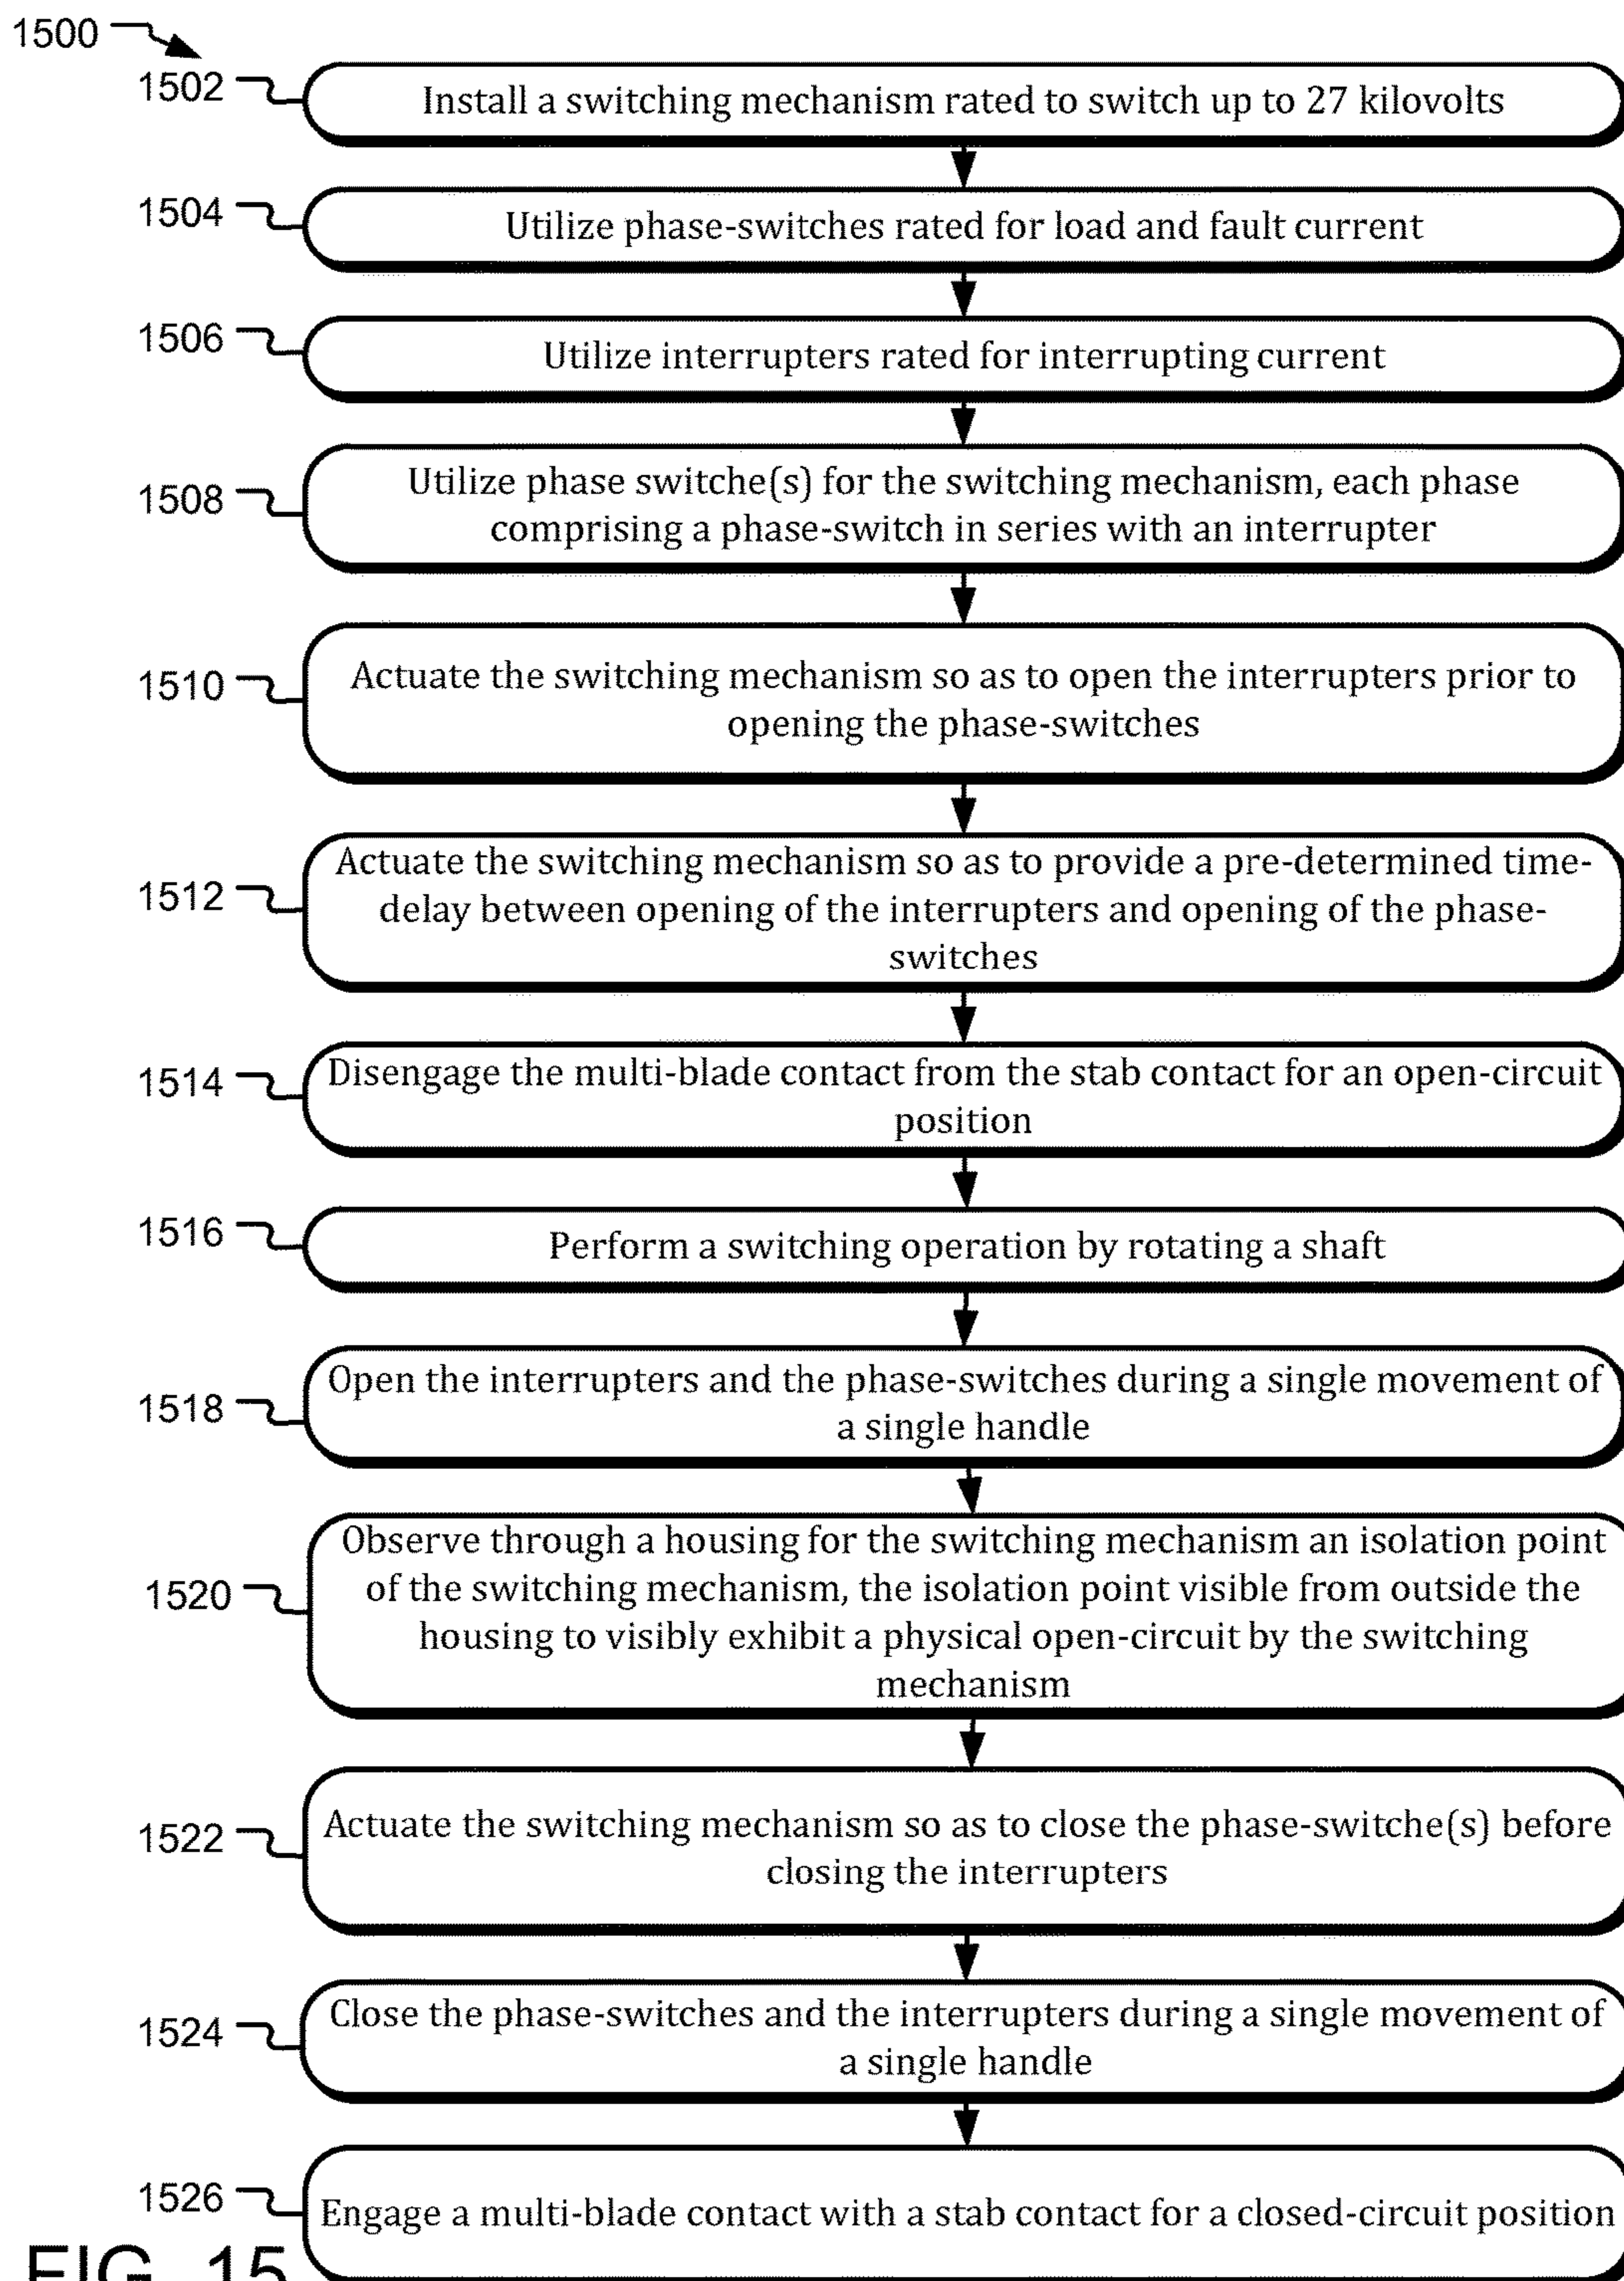 1500
1502
Install a switching mechanism rated to switch up to 27 kilovolts
1504
Utilize phase-switches rated for load and fault current
1506
Utilize interrupters rated for interrupting current
1508
Utilize phase switche(s) for the switching mechanism, each phase
comprising a phase-switch in series with an interrupter
1510
Actuate the switching mechanism so as to open the interrupters prior to
opening the phase-switches
1512
Actuate the switching mechanism so as to provide a pre-determined time-
delay between opening of the interrupters and opening of the phase-
switches
1514
Disengage the multi-blade contact from the stab contact for an open-circuit
position
1516
Perform a switching operation by rotating a shaft
1518
Open the interrupters and the phase-switches during a single movement of
a single handle
1520
Observe through a housing for the switching mechanism an isolation point
of the switching mechanism, the isolation point visible from outside the
housing to visibly exhibit a physical open-circuit by the switching
mechanism
1522
Actuate the switching mechanism so as to close the phase-switche(s) before
closing the interrupters
1524
Close the phase-switches and the interrupters during a single movement of
a single handle
1526
Engage a multi-blade contact with a stab contact for a closed-circuit position
FIG. 15